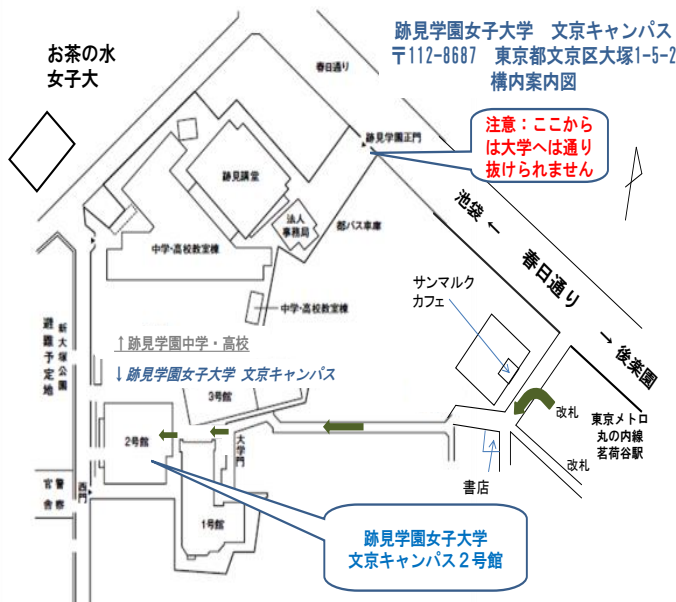 跡見学園女子大学　文京キャンパス
〒112-8687　東京都文京区大塚1-5-2
構内案内図
お茶の水
女子大
春日通り
跡見学園正門
注意：ここから
は大学へは通り
抜けられません
跡見講堂
法人
事務局
都バス車庫
中学・高校教室棟
池袋 ←
春日通り
→ 後楽園
サンマルク
カフェ
中学・高校教室棟
新大塚公園
避難予定地
↑跡見学園中学・高校
↓跡見学園女子大学 文京キャンパス
3号館
改札
東京メトロ
丸の内線
茗荷谷駅
2号館
大学門
改札
書店
警察
官舎
西門
1号館
跡見学園女子大学
文京キャンパス２号館